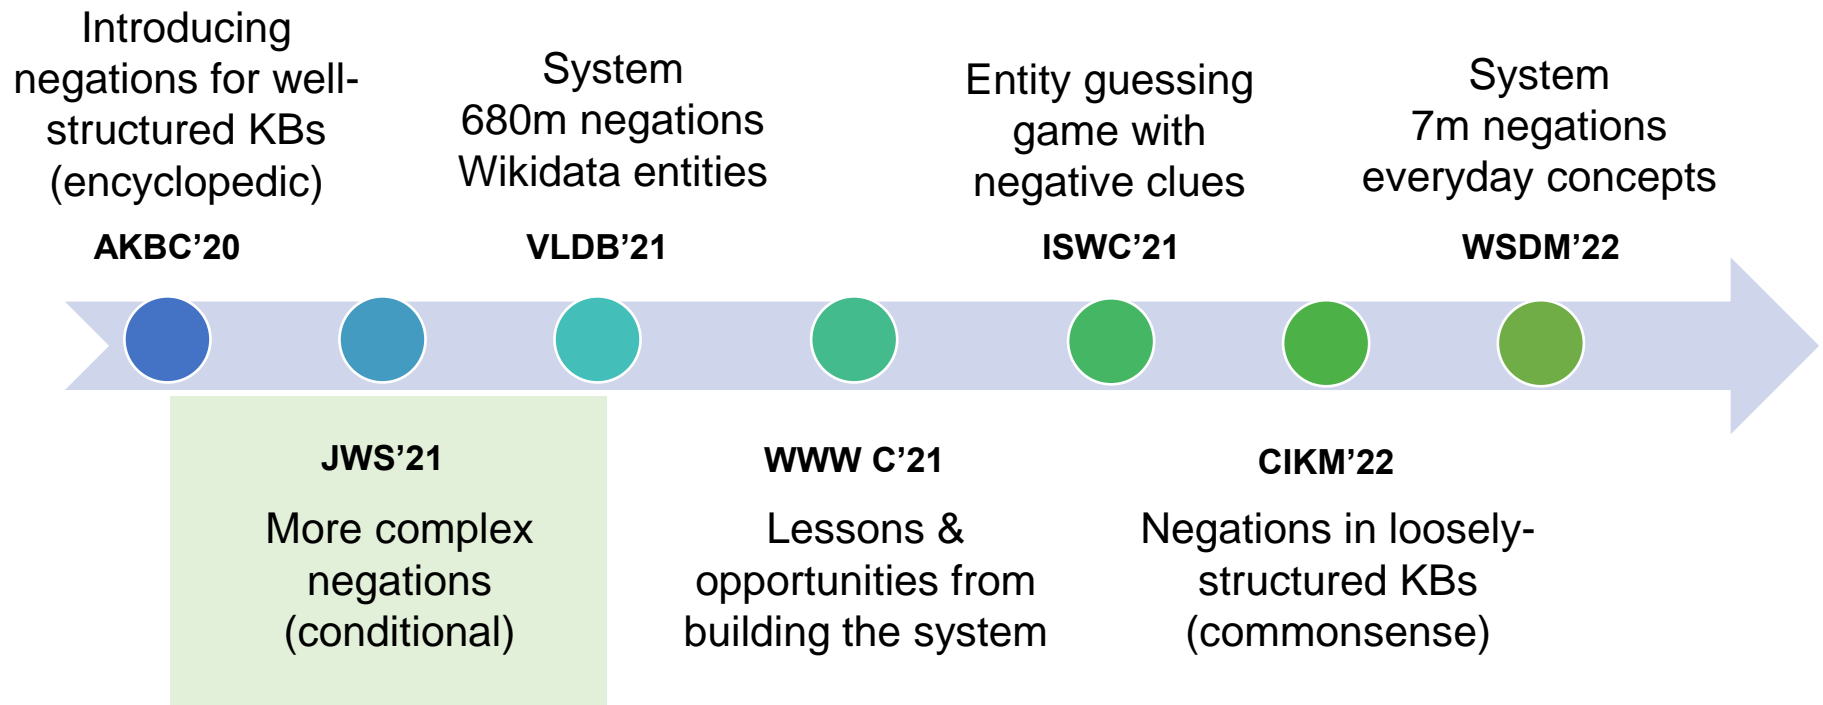 Introducing
negations for well-
structured KBs
(encyclopedic)
AKBC’20
System
680m negations
Wikidata entities
VLDB’21
Entity guessing
game with
negative clues
ISWC’21
System
7m negations
everyday concepts
WSDM’22
JWS’21
More complex
negations
(conditional)
WWW C’21
Lessons &
opportunities from
building the system
CIKM’22
Negations in loosely-
structured KBs
(commonsense)